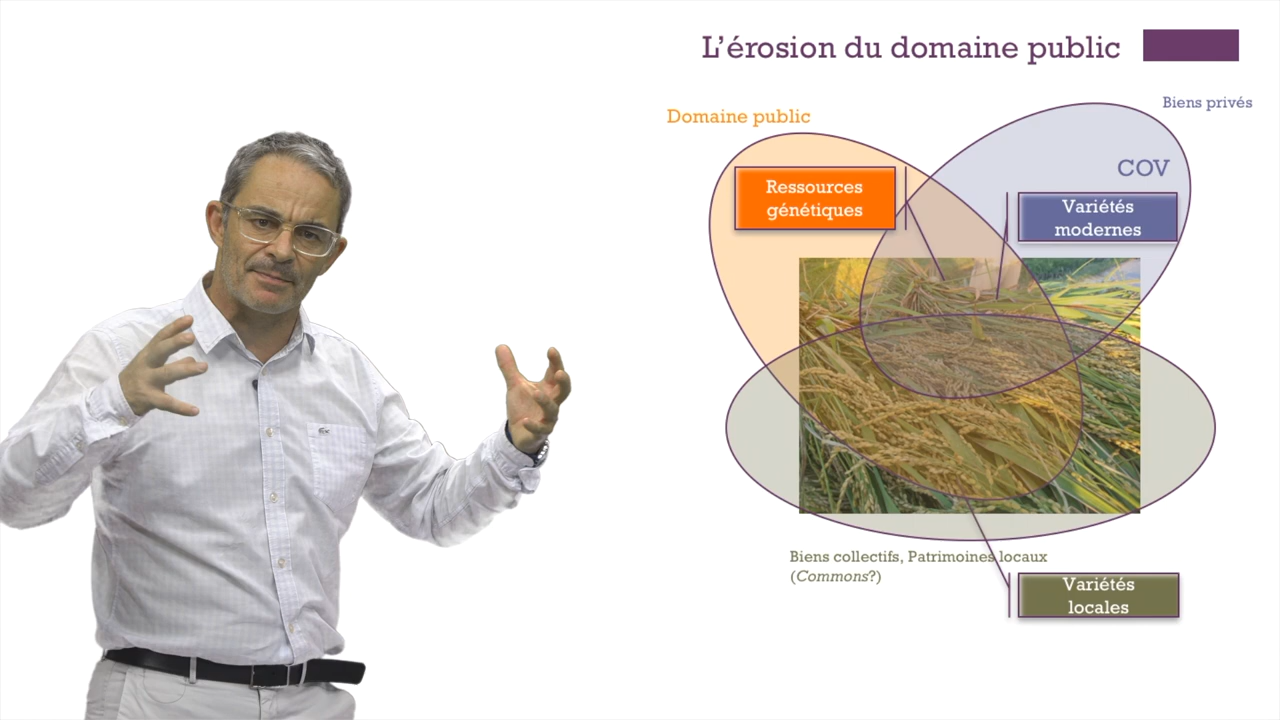 L’érosion du domaine public
Biens privés
Domaine public
COV
Ressources
génétiques
Variétés
modernes
Biens collectifs, Patrimoines locaux
(Commons?)
Variétés
locales